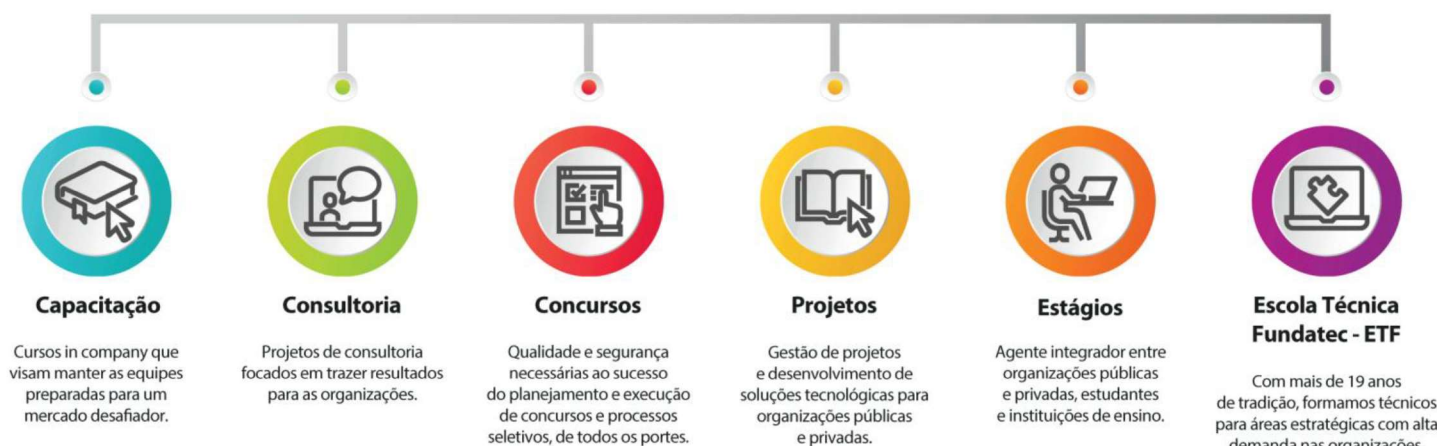 Capacitação
Cursos in company que
visam manter as equipes
preparadas para um
mercado desafiador.
Consultoria
Projetos de consultoria
focados em trazer resultados
para as organizações.
Concursos
Qualidade e segurança
necessárias ao sucesso
do planejamento e execução
de concursos e processos
seletivos, de todos os portes.
Projetos
Gestão de projetos
e desenvolvimento de
soluções tecnológicas para
organizações públicas
e privadas.
Estágios
Agente integrador entre
organizações públicas
e privadas, estudantes
e instituições de ensino.
Escola Técnica
Fundatec - ETF
Com mais de 19 anos
de tradição, formamos técnicos
para áreas estratégicas com alta
demanda nas organizações